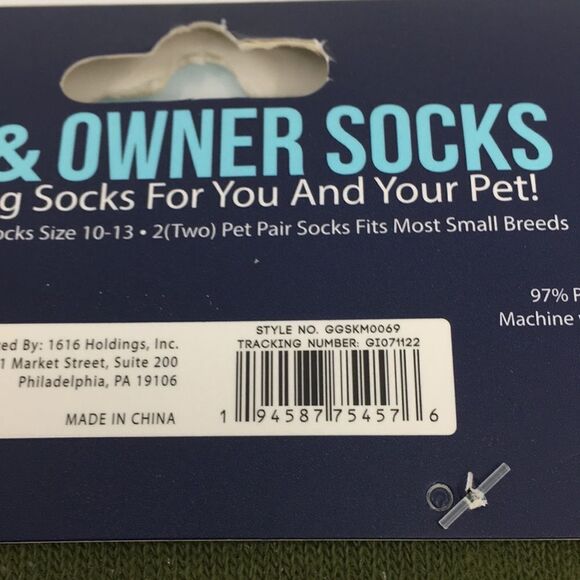 & OWNER SOCKS
g Socks For You And Your Pet!
ocks Size 10-13 • 2(Two) Pet Pair Socks Fits Most Small Breeds
97% P
Machine
ed By: 1616 Holdings, Inc.
1 Market Street, Suite 200
Philadelphia, PA 19106
MADE IN CHINA
STYLE NO. GGSKM0069
TRACKING NUMBER: GI071122
1 94587 75457 6